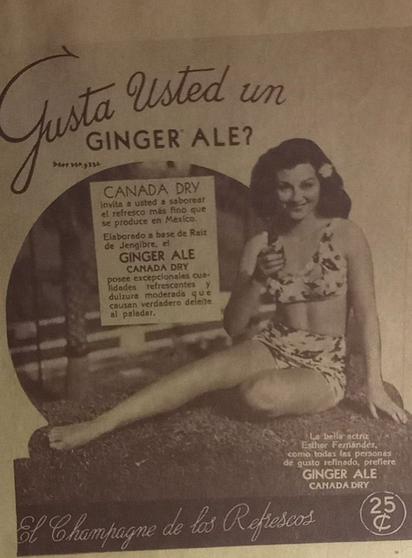 Gusta Usted un
GINGER ALE?
CANADA DRY
invita a usted a saborear
el refresco más fino que
se produce en México.
Elaborado a base de Raíz
de Jengibre, el
GINGER ALE
CANADA DRY
posee excepcionales cua-
lidades refrescantes y
dulzura moderada que
causan verdadero deleite
al paladar.
La bella actriz
Esther Fernández,
como todas las personas
de gusto refinado, prefiere
GINGER ALE
CANADA DRY
25
¢
El Champagne de los Refrescos